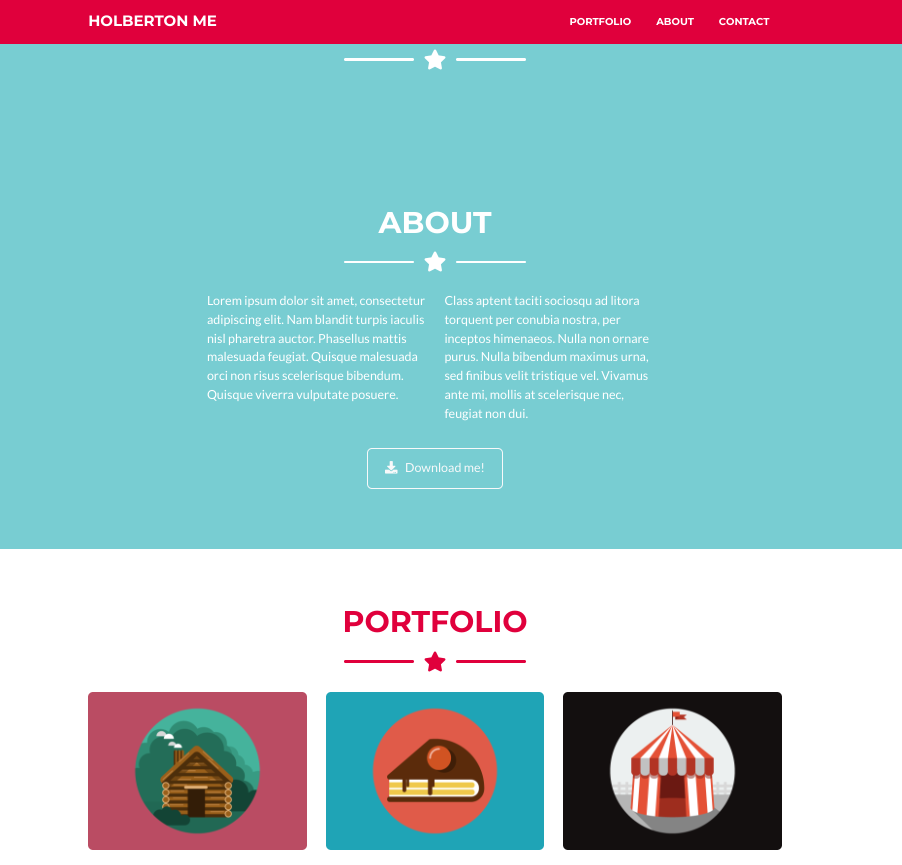 HOLBERTON ME
PORTFOLIO ABOUT CONTACT
ABOUT
Lorem ipsum dolor sit amet, consectetur
adipiscing elit. Nam blandit turpis iaculis
nisl pharetra auctor. Phasellus mattis
malesuada feugiat. Quisque malesuada
orci non risus scelerisque bibendum.
Quisque viverra vulputate posuere.
Class aptent taciti sociosqu ad litora
torquent per conubia nostra, per
inceptos himenaeos. Nulla non ornare
purus. Nulla bibendum maximus urna,
sed finibus velit tristique vel. Vivamus
ante mi, mollis at scelerisque nec,
feugiat non dui.
Download me!
PORTFOLIO